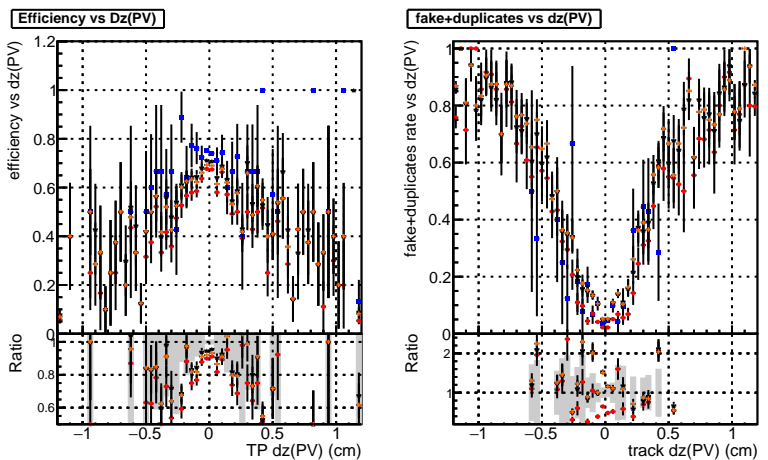 Efficiency vs Dz(PV)
efficiency vs dz(PV)
1.2
1
0.8
0.6
0.4
0.2
0
Ratio
1
0.8
0.6
−1 −0.5 0 0.5 1
TP dz(PV) (cm)
fake+duplicates vs dz(PV)
fake+duplicates rate vs dz(PV)
1
0.8
0.6
0.4
0.2
0
Ratio
2
1
−1 −0.5 0 0.5 1
track dz(PV) (cm)